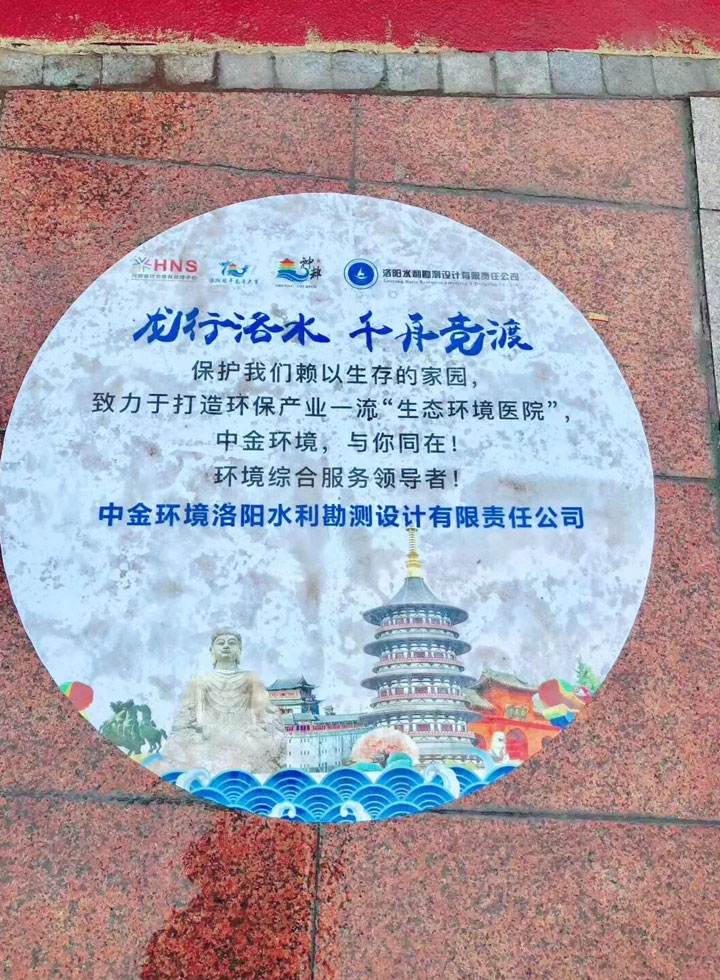 HNS
神雕
洛阳水利勘测设计有限责任公司
龙行洛水 千舟竞渡
保护我们赖以生存的家园，
致力于打造环保产业一流“生态环境医院”，
中金环境，与你同在！
环境综合服务领导者！
中金环境洛阳水利勘测设计有限责任公司